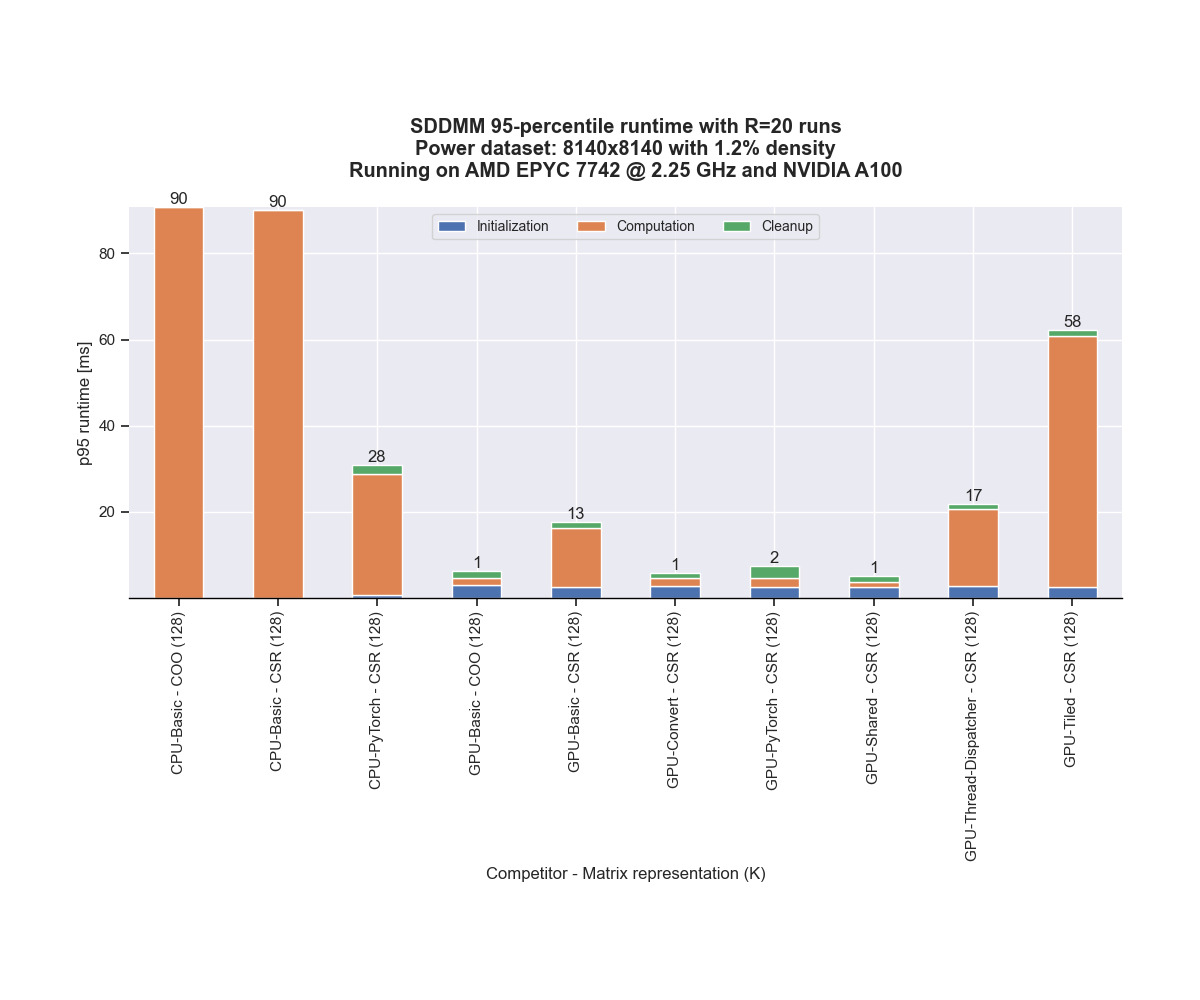 SDDMM 95-percentile runtime with R=20 runs
Power dataset: 8140x8140 with 1.2% density
Running on AMD EPYC 7742 @ 2.25 GHz and NVIDIA A100
Initialization
Computation
Cleanup
p95 runtime [ms]
80
60
40
20
90
90
28
1
13
1
2
1
17
58
CPU-Basic - COO (128)
CPU-Basic - CSR (128)
CPU-PyTorch - CSR (128)
GPU-Basic - COO (128)
GPU-Basic - CSR (128)
GPU-Convert - CSR (128)
GPU-PyTorch - CSR (128)
GPU-Shared - CSR (128)
GPU-Thread-Dispatcher - CSR (128)
GPU-Tiled - CSR (128)
Competitor - Matrix representation (K)